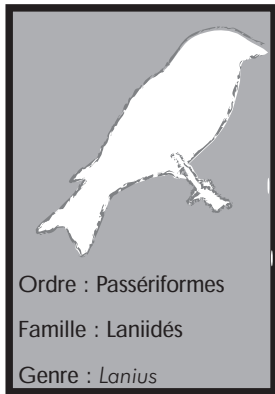 Ordre : Passériformes
Famille : Laniidés
Genre : Lanius